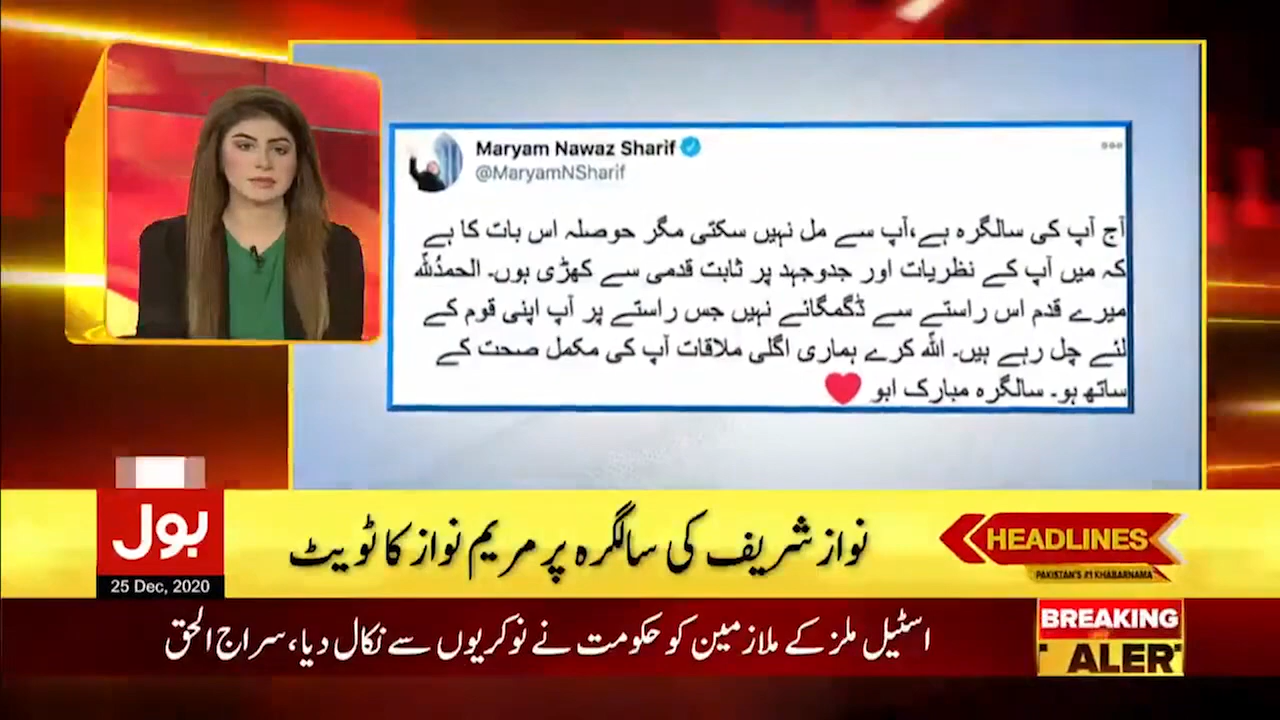 Maryam Nawaz Sharif
@MaryamNSharif
آج آپ کی سالگرہ ہے،آپ سے مل نہیں سکتی مگر حوصلہ اس بات کا ہے
کہ میں آپ کے نظریات اور جدوجہد پر ثابت قدمی سے کھڑی ہوں۔ الحمدُللّٰہ
میرے قدم اس راستے سے ڈگمگائے نہیں جس راستے پر آپ اپنی قوم کے
لئے چل رہے ہیں۔ اللّٰہ کرے ہماری اگلی ملاقات آپ کی مکمل صحت کے
ساتھ ہو۔ سالگرہ مبارک ابو ❤
نواز شریف کی سالگرہ پر مریم نواز کا ٹویٹ
HEADLINES
PAKISTAN'S #1 KHABARNAMA
بول
25 Dec, 2020
اسٹیل ملز کے ملازمین کو حکومت نے نوکریوں سے نکال دیا، سراج الحق
BREAKING
ALER